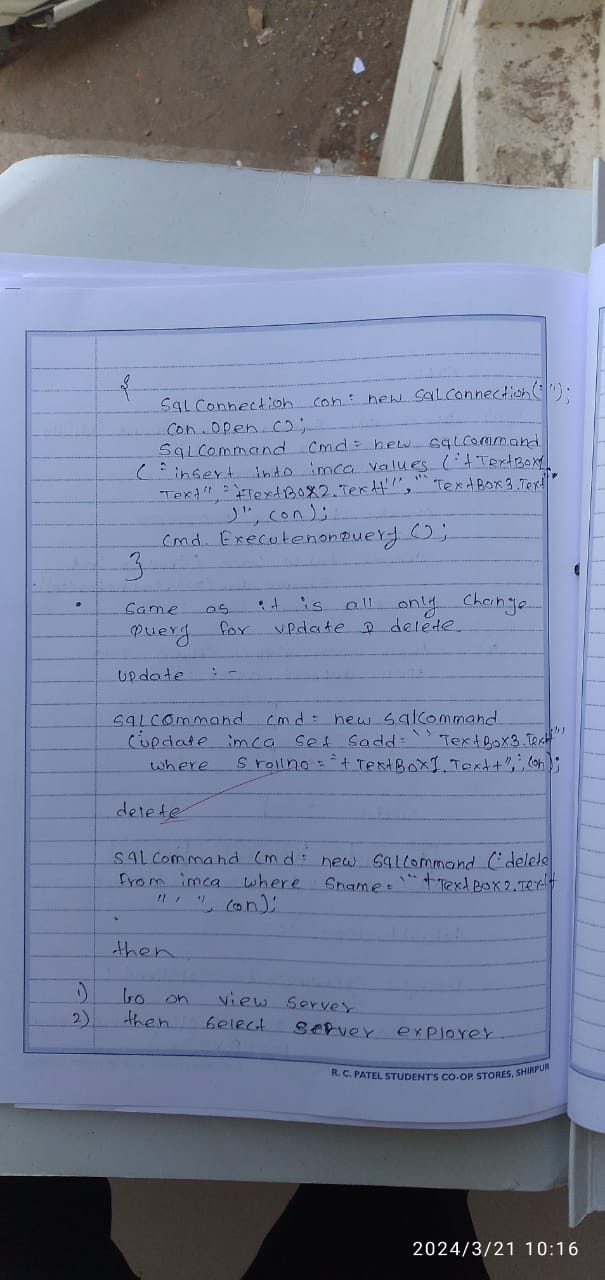 {
SqlConnection con = new SqlConnection(" ");
con.open ();
SqlCommand cmd = new sqlcommand
("insert into imca values ('+TextBox1.
Text", "+TextBox2.Text+'", "TextBox3.Text"
)", con);
cmd. ExecutenonQuery ();
}
• Same as it is all only Change
Query for update & delete
update :-
sqlcommand cmd = new sqlcommand
("update imca set sadd = '" TextBox3.Text"'
where Srollno = "+ TextBox1.Text+", con);
delete
sqlcommand cmd = new sqlcommand ("delete
from imca where Sname = '" + TextBox2.Text+
"'", con);
then
1) Go on view server
2) then select server explorer
R. C. PATEL STUDENT'S CO-OP. STORES, SHIRPUR
2024/3/21 10:16